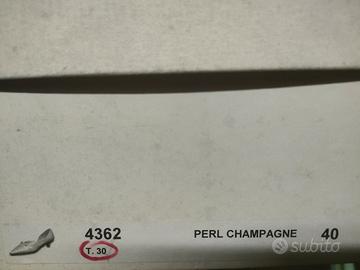 4362 PERL CHAMPAGNE 40
T. 30
subito